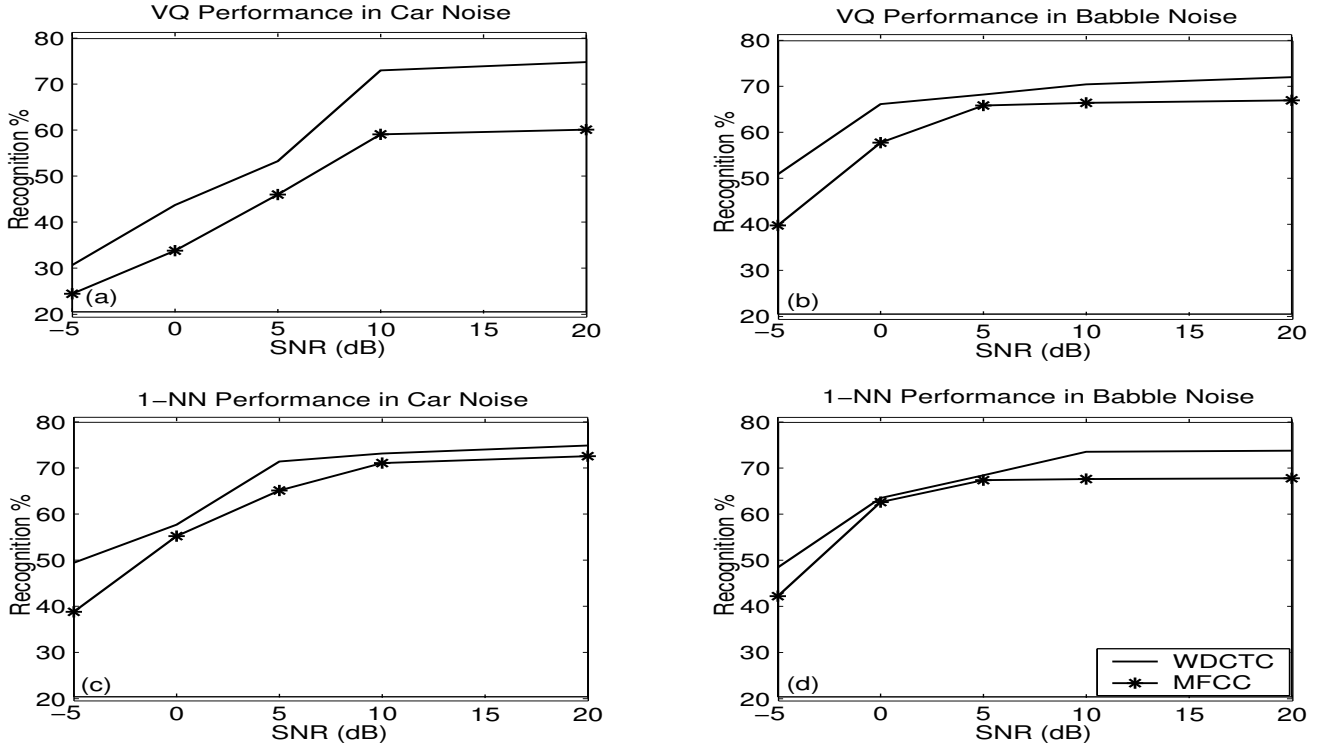 VQ Performance in Car Noise
80
70
60
50
40
30
20
Recognition %
(a)
−5 0 5 10 15 20
SNR (dB)
VQ Performance in Babble Noise
80
70
60
50
40
30
20
Recognition %
(b)
−5 0 5 10 15 20
SNR (dB)
1−NN Performance in Car Noise
80
70
60
50
40
30
20
Recognition %
(c)
−5 0 5 10 15 20
SNR (dB)
1−NN Performance in Babble Noise
80
70
60
50
40
30
20
Recognition %
(d)
WDCTC
MFCC
−5 0 5 10 15 20
SNR (dB)